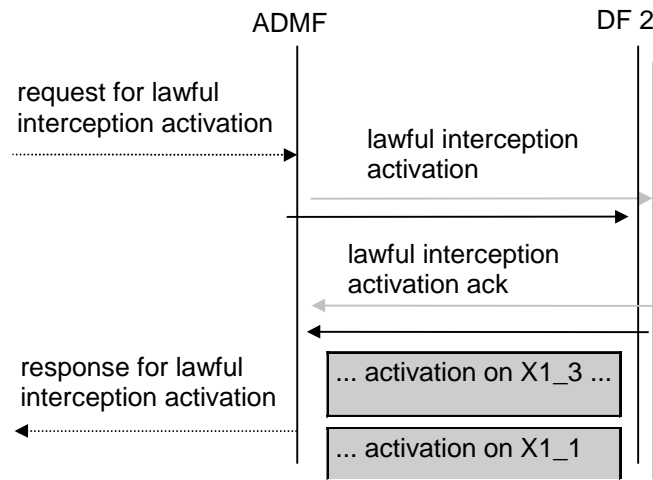 ADMF
DF 2
request for lawful
interception activation
lawful interception
activation
lawful interception
activation ack
response for lawful
interception activation
... activation on X1_3 ...
... activation on X1_1